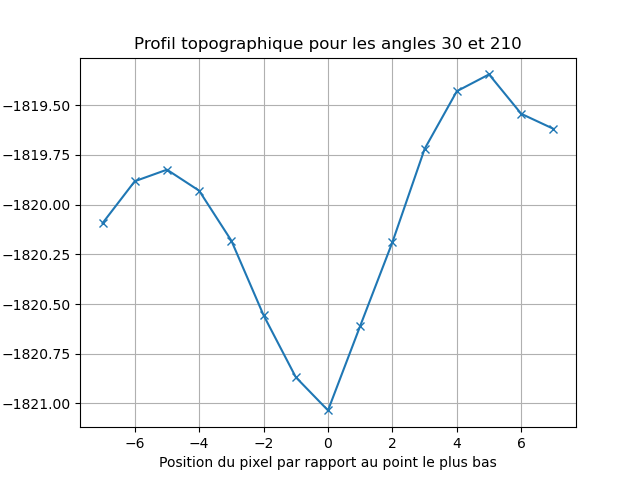 Profil topographique pour les angles 30 et 210
−1819.50
−1819.75
−1820.00
−1820.25
−1820.50
−1820.75
−1821.00
−6 −4 −2 0 2 4 6
Position du pixel par rapport au point le plus bas